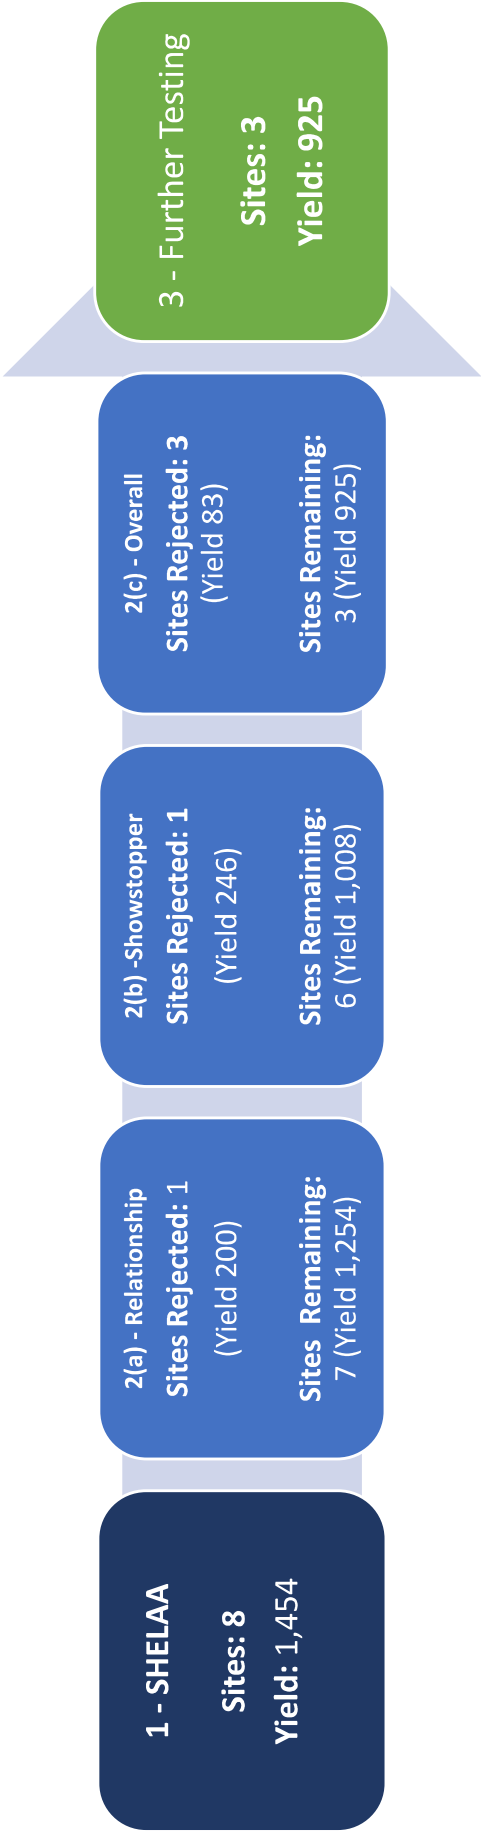 1 - SHELAA
Sites: 8
Yield: 1,454
2(a) - Relationship
Sites Rejected: 1
(Yield 200)
Sites Remaining:
7 (Yield 1,254)
2(b) -Showstopper
Sites Rejected: 1
(Yield 246)
Sites Remaining:
6 (Yield 1,008)
2(c) - Overall
Sites Rejected: 3
(Yield 83)
Sites Remaining:
3 (Yield 925)
3 - Further Testing
Sites: 3
Yield: 925